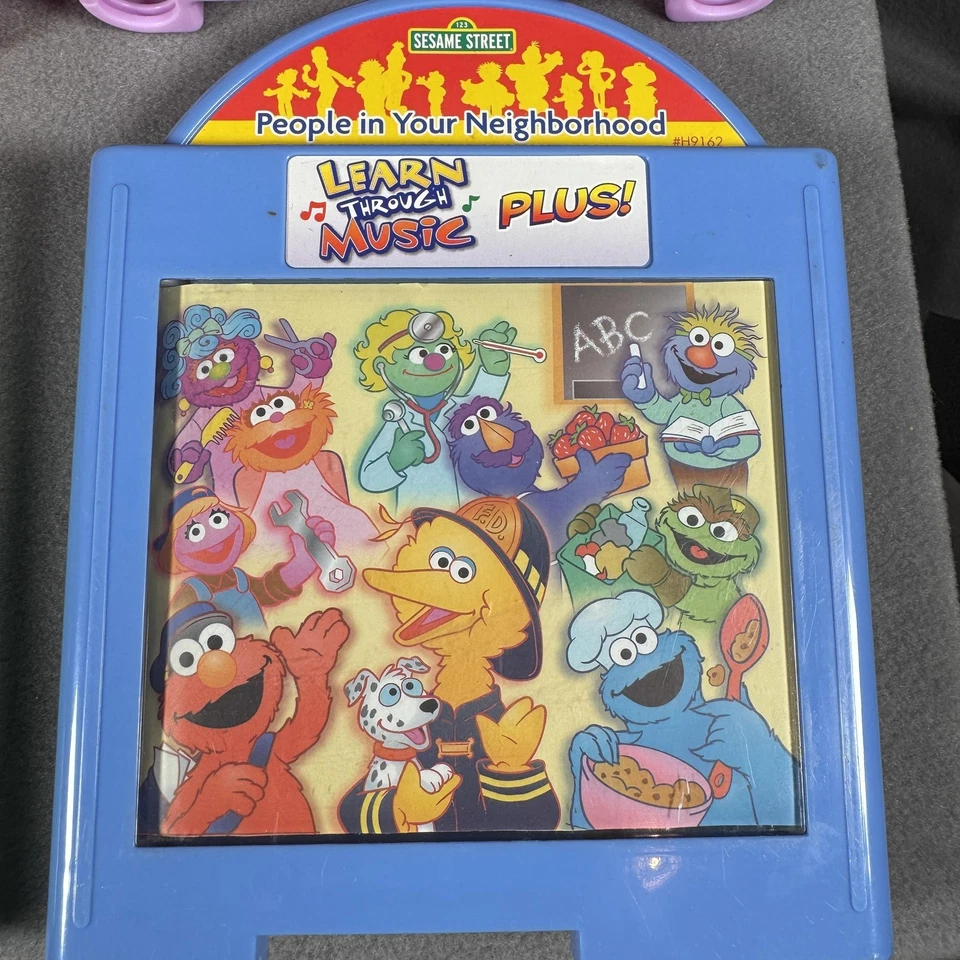 123
SESAME STREET
People in Your Neighborhood
#H9162
LEARN
THROUGH
MUSIC
PLUS!
ABC
F.D.